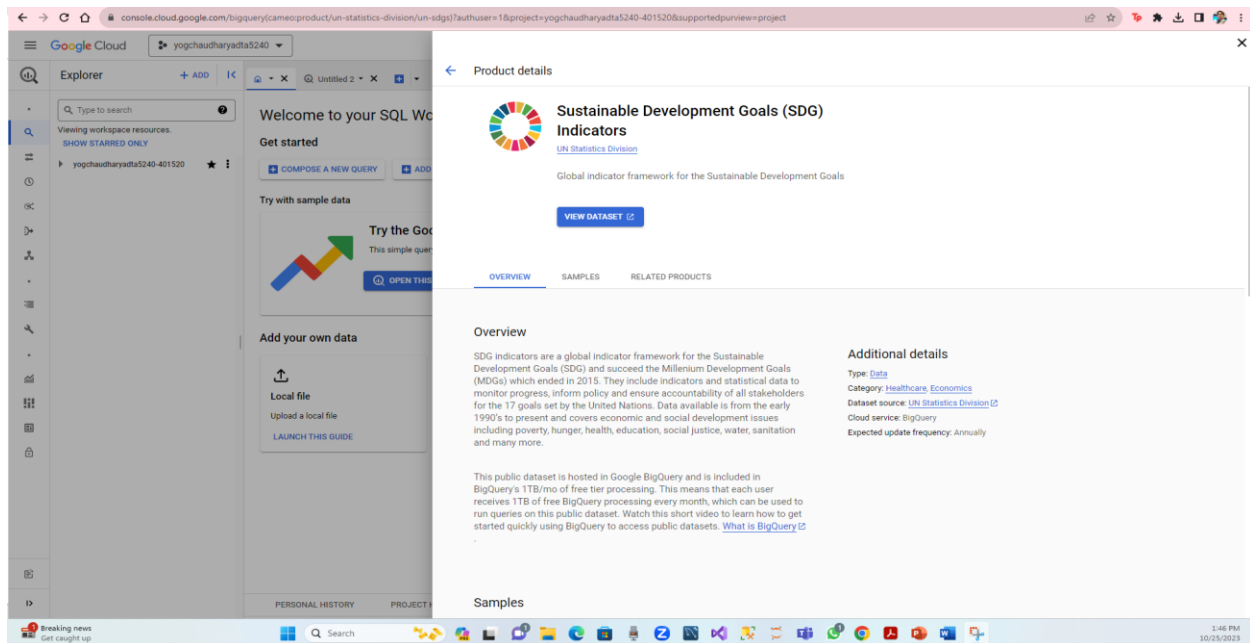 console.cloud.google.com/bigquery(cameo:product/un-statistics-division/un-sdgs)?authuser=1&project=yogchaudharyadta5240-401520&supportedpurview=project
Google Cloud
yogchaudharyadta5240
Explorer
+ ADD
Untitled 2
Type to search
Viewing workspace resources.
SHOW STARRED ONLY
yogchaudharyadta5240-401520
Welcome to your SQL Wo
Get started
COMPOSE A NEW QUERY
ADD
Try with sample data
Try the Goo
This simple quer
OPEN THIS
Add your own data
Local file
Upload a local file
LAUNCH THIS GUIDE
PERSONAL HISTORY
PROJECT H
Product details
Sustainable Development Goals (SDG)
Indicators
UN Statistics Division
Global indicator framework for the Sustainable Development Goals
VIEW DATASET
OVERVIEW
SAMPLES
RELATED PRODUCTS
Overview
SDG indicators are a global indicator framework for the Sustainable
Development Goals (SDG) and succeed the Millenium Development Goals
(MDGs) which ended in 2015. They include indicators and statistical data to
monitor progress, inform policy and ensure accountability of all stakeholders
for the 17 goals set by the United Nations. Data available is from the early
1990's to present and covers economic and social development issues
including poverty, hunger, health, education, social justice, water, sanitation
and many more.
This public dataset is hosted in Google BigQuery and is included in
BigQuery's 1TB/mo of free tier processing. This means that each user
receives 1TB of free BigQuery processing every month, which can be used to
run queries on this public dataset. Watch this short video to learn how to get
started quickly using BigQuery to access public datasets. What is BigQuery
.
Additional details
Type: Data
Category: Healthcare, Economics
Dataset source: UN Statistics Division
Cloud service: BigQuery
Expected update frequency: Annually
Samples
Breaking news
Get caught up
Search
1:46 PM
10/25/2023